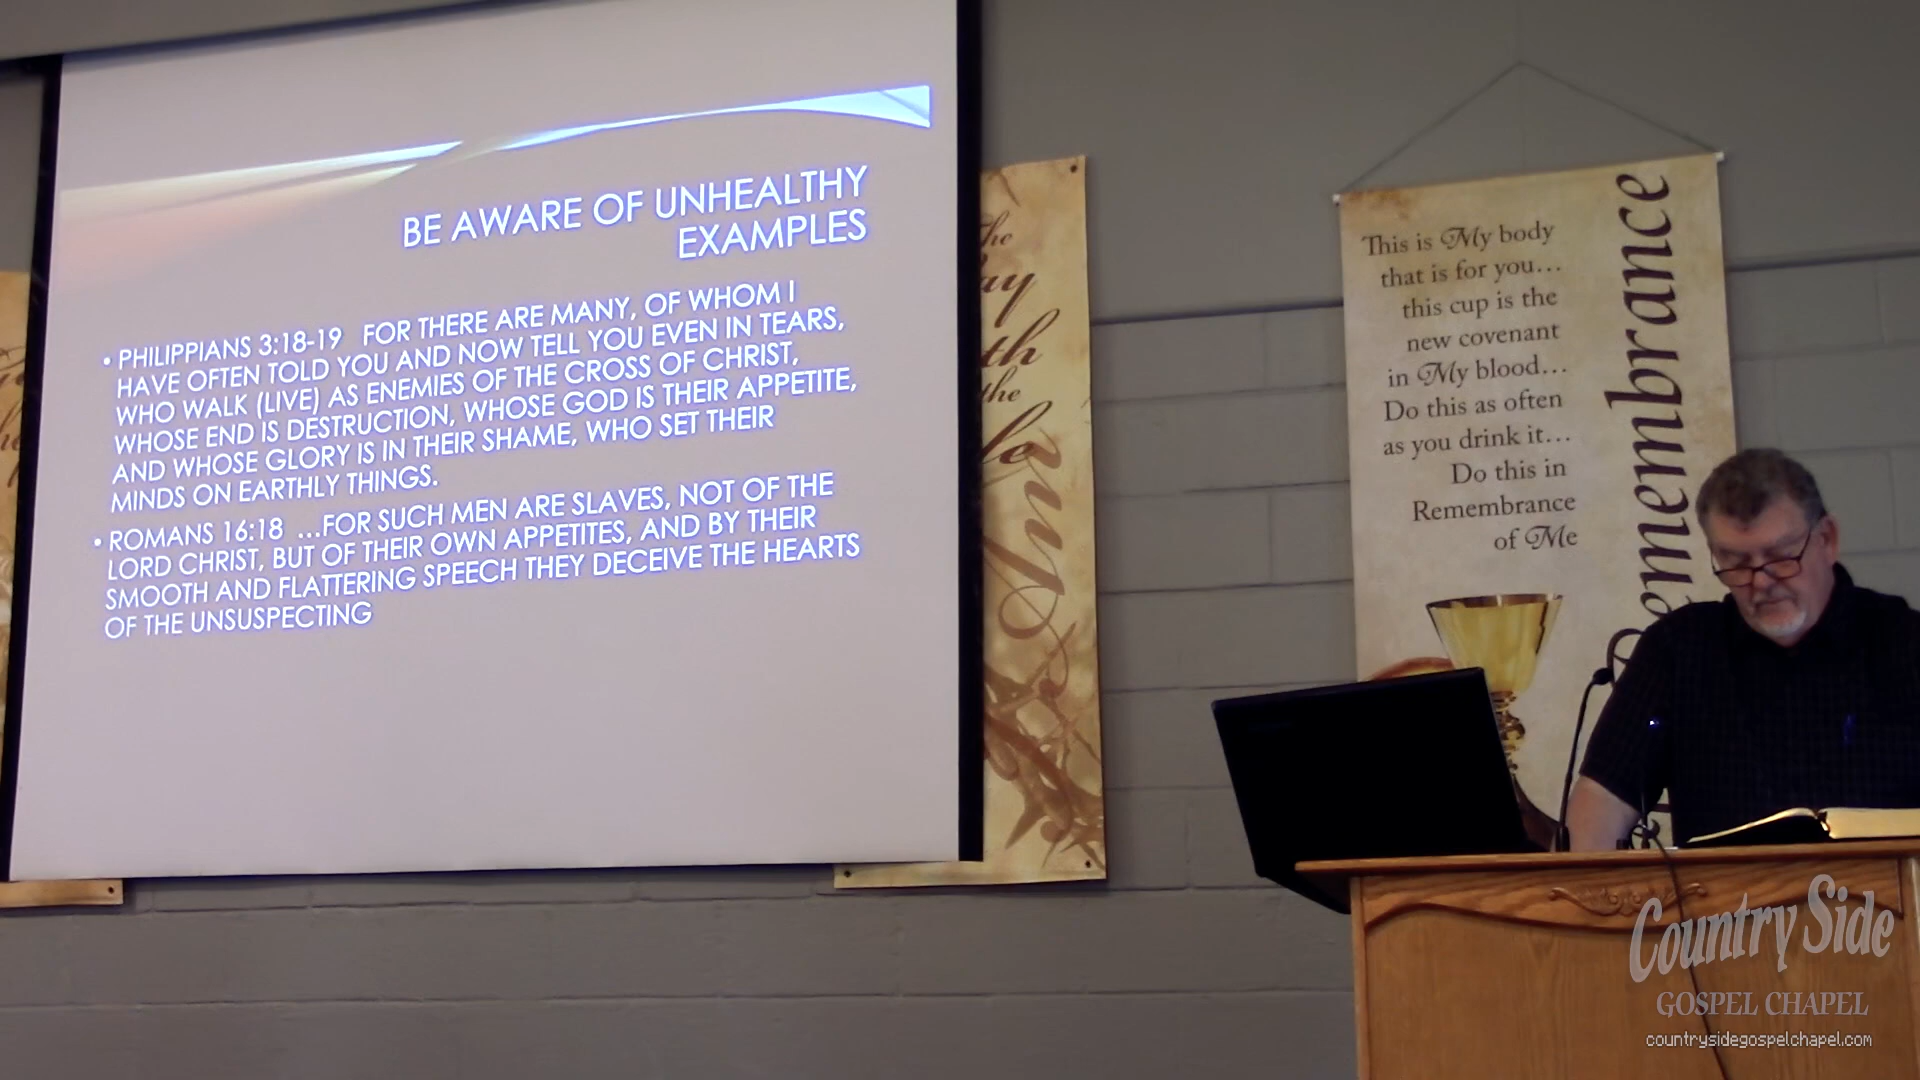 BE AWARE OF UNHEALTHY
EXAMPLES
• PHILIPPIANS 3:18-19 FOR THERE ARE MANY, OF WHOM I
HAVE OFTEN TOLD YOU AND NOW TELL YOU EVEN IN TEARS,
WHO WALK (LIVE) AS ENEMIES OF THE CROSS OF CHRIST,
WHOSE END IS DESTRUCTION, WHOSE GOD IS THEIR APPETITE,
AND WHOSE GLORY IS IN THEIR SHAME, WHO SET THEIR
MINDS ON EARTHLY THINGS.
• ROMANS 16:18 ...FOR SUCH MEN ARE SLAVES, NOT OF THE
LORD CHRIST, BUT OF THEIR OWN APPETITES, AND BY THEIR
SMOOTH AND FLATTERING SPEECH THEY DECEIVE THE HEARTS
OF THE UNSUSPECTING
the
This is My body
that is for you...
this cup is the
new covenant
in My blood...
Do this as often
as you drink it...
Do this in
Remembrance
of Me
Remembrance
Country Side
GOSPEL CHAPEL
countrysidegospelchapel.com